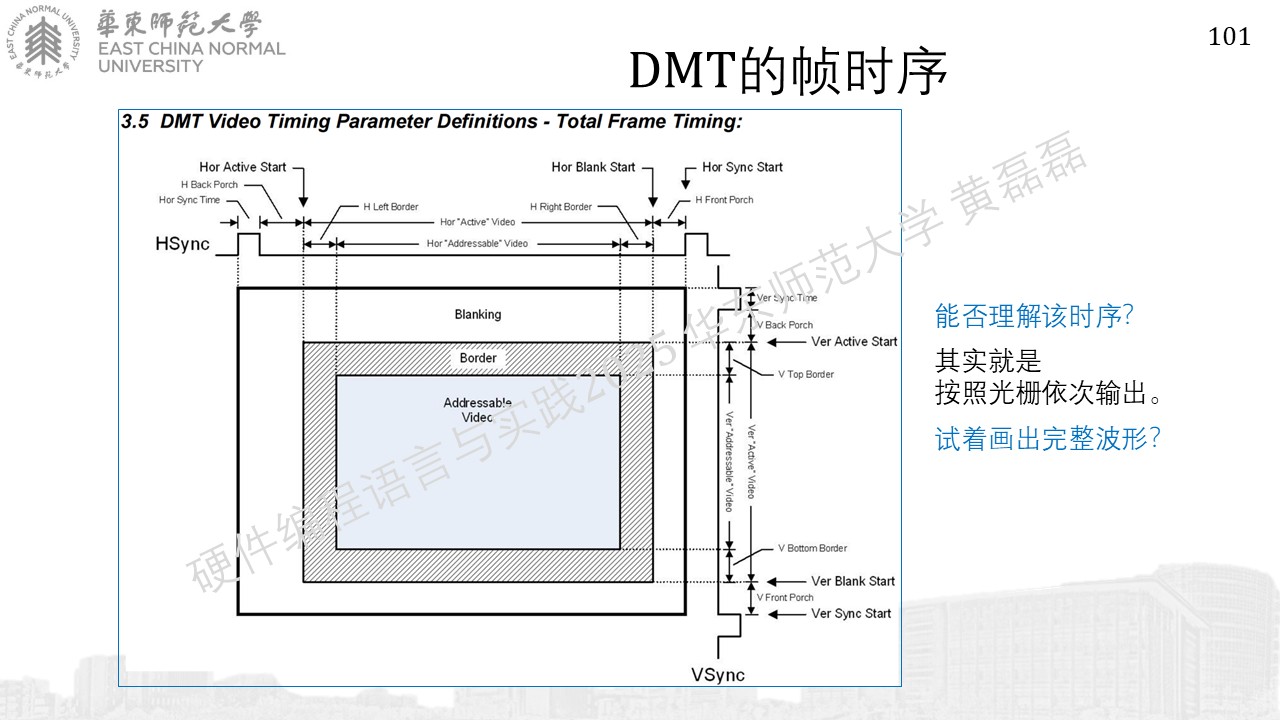 華東師範大學
EAST CHINA NORMAL
UNIVERSITY
EAST CHINA NORMAL UNIVERSITY
華東師範大學
101
DMT的帧时序
3.5 DMT Video Timing Parameter Definitions - Total Frame Timing:
Hor Active Start
Hor Blank Start
Hor Sync Start
H Back Porch
Hor Sync Time
H Left Border
H Right Border
H Front Porch
Hor "Active" Video
HSync
Hor "Addressable" Video
Ver Sync Time
Blanking
V Back Porch
Ver Active Start
Border
V Top Border
Addressable
Video
Ver "Addressable" Video
Ver "Active" Video
V Bottom Border
Ver Blank Start
V Front Porch
Ver Sync Start
VSync
能否理解该时序?
其实就是
按照光栅依次输出。
试着画出完整波形?
硬件编程语言与实践2025 华东师范大学 黄磊磊